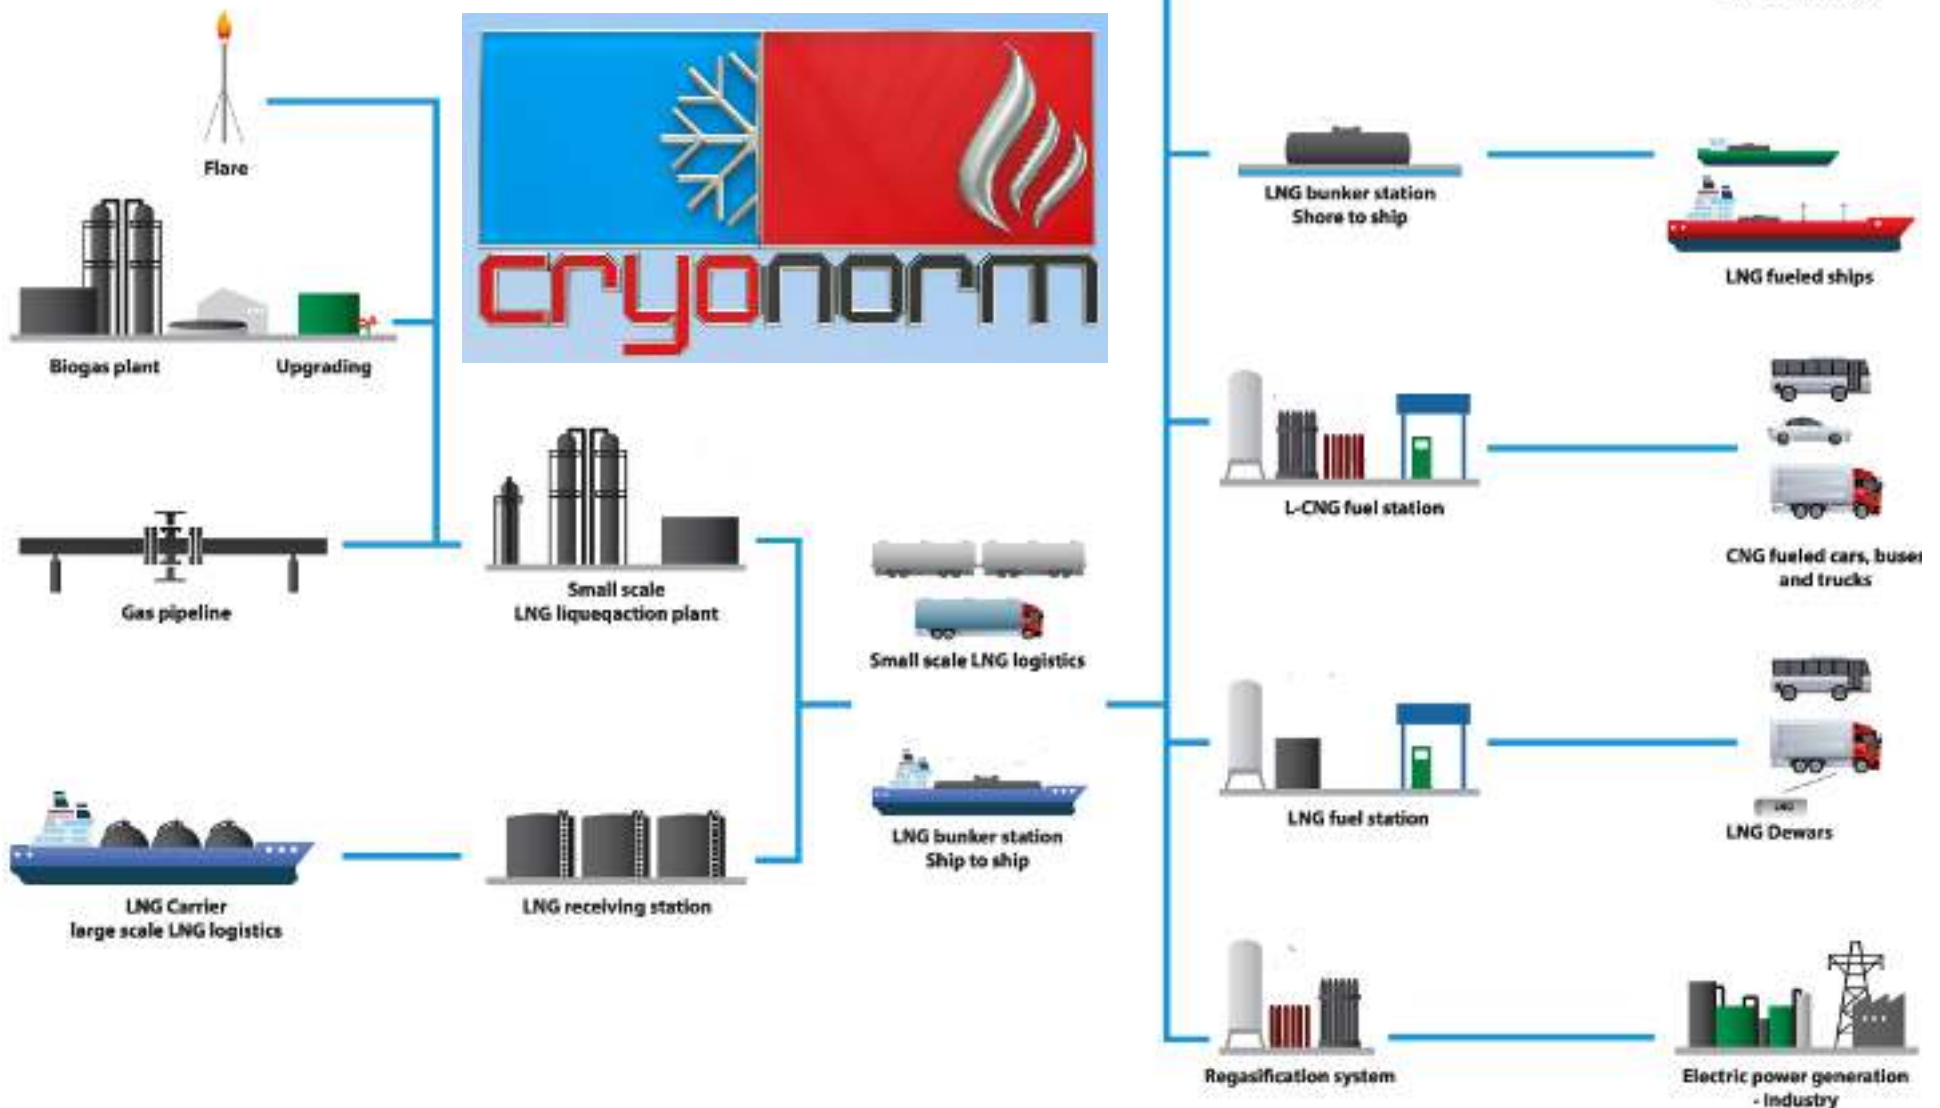 Flare
cryonorm
LNG bunker station
Shore to ship
LNG fueled ships
Biogas plant
Upgrading
L-CNG fuel station
CNG fueled cars, buses
and trucks
Small scale
LNG liqueqaction plant
Gas pipeline
Small scale LNG logistics
LNG fuel station
LNG
LNG Dewars
LNG bunker station
Ship to ship
LNG Carrier
large scale LNG logistics
LNG receiving station
Regasification system
Electric power generation
- Industry